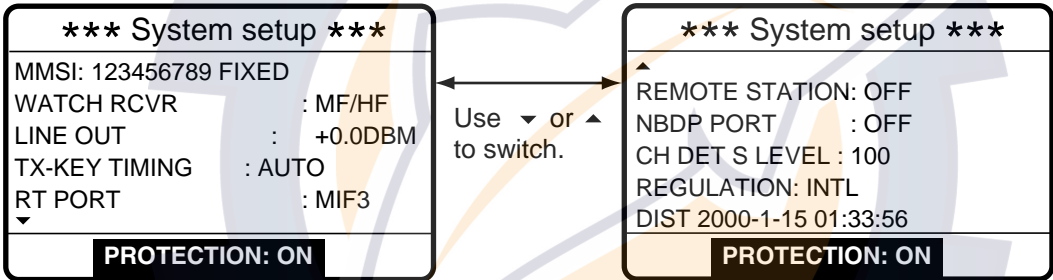 *** System setup ***
MMSI: 123456789 FIXED
WATCH RCVR : MF/HF
LINE OUT : +0.0DBM
TX-KEY TIMING : AUTO
RT PORT : MIF3
PROTECTION: ON
Use ▼ or ▲
to switch.
*** System setup ***
REMOTE STATION: OFF
NBDP PORT : OFF
CH DET S LEVEL : 100
REGULATION: INTL
DIST 2000-1-15 01:33:56
PROTECTION: ON